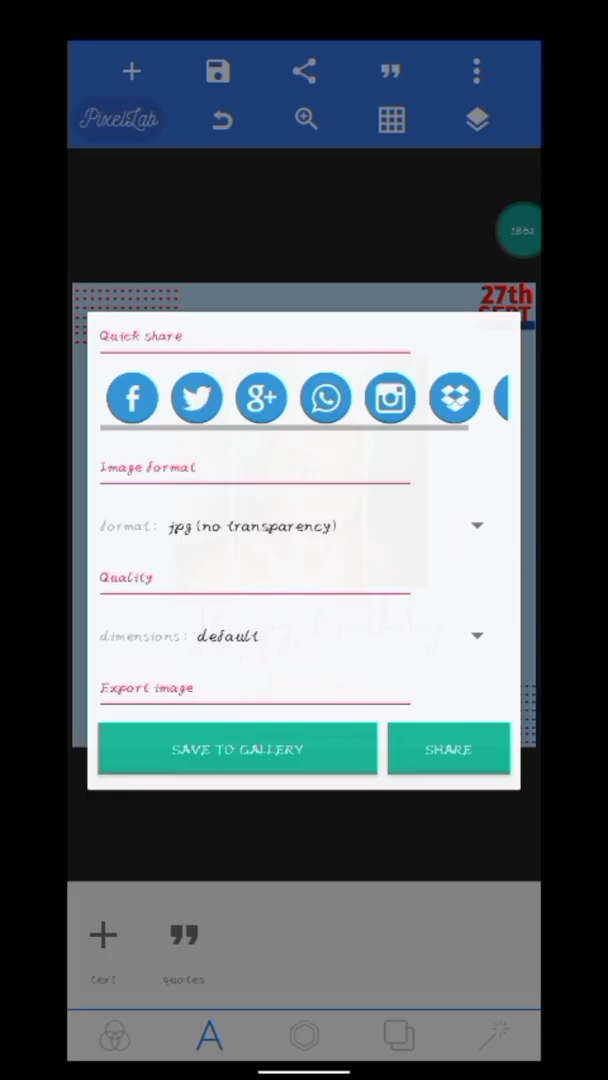 PixelLab
27th
SEPT
Quick share
g+
Image format
format: jpg (no transparency)
Quality
dimensions: default
Export image
SAVE TO GALLERY
SHARE
text
quotes